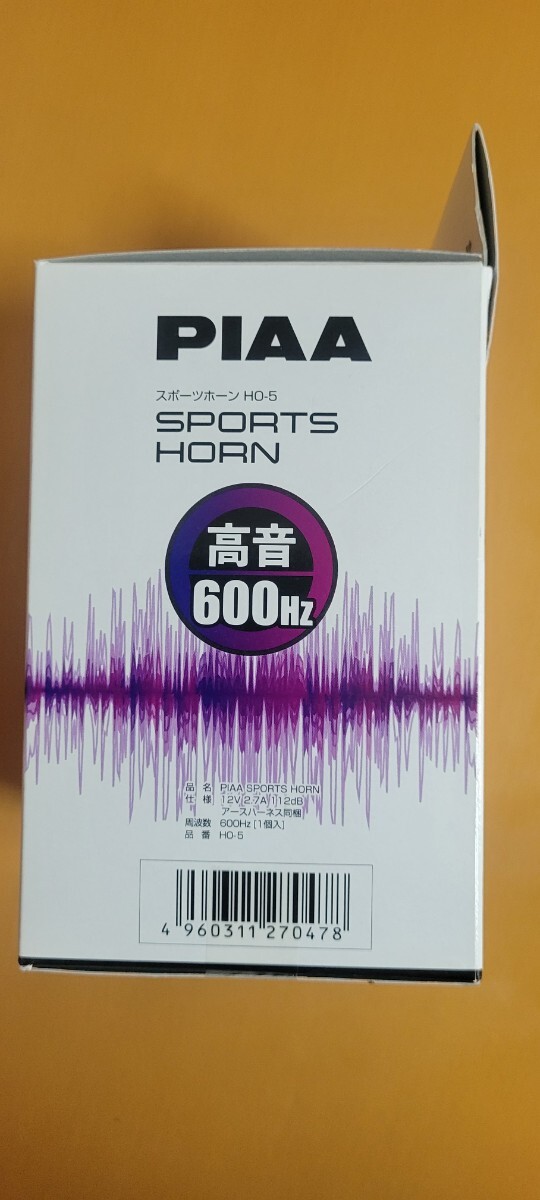 PIAA
スポーツホーン HO-5
SPORTS
HORN
高音
600Hz
品 名 PIAA SPORTS HORN
仕 様 12V 2.7A 112dB
アースハーネス同梱
周波数 600Hz [1個入]
品 番 HO-5
4 960311 270478